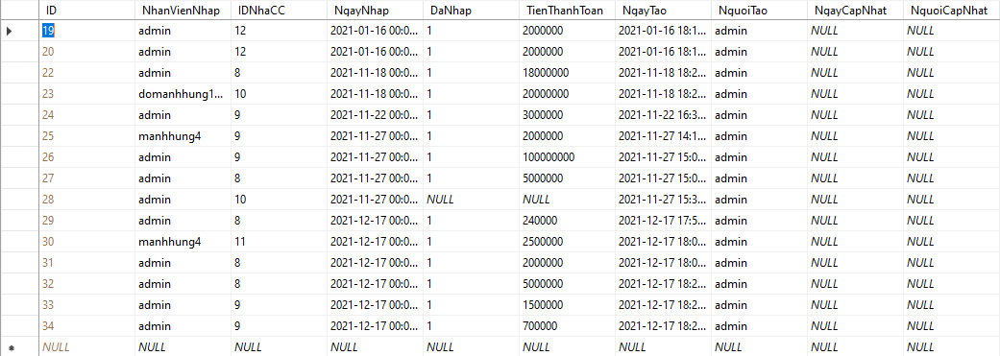 ID NhanVienNhap IDNhaCC NgayNhap DaNhap TienThanhToan NgayTao NguoiTao NgayCapNhat NguoiCapNhat
19 admin 12 2021-01-16 00:0... 1 2000000 2021-01-16 18:1... admin NULL NULL
20 admin 12 2021-01-16 00:0... 1 2000000 2021-01-16 18:1... admin NULL NULL
22 admin 8 2021-11-18 00:0... 1 18000000 2021-11-18 18:2... admin NULL NULL
23 domanhhung1... 10 2021-11-18 00:0... 1 20000000 2021-11-18 18:2... admin NULL NULL
24 admin 9 2021-11-22 00:0... 1 3000000 2021-11-22 16:3... admin NULL NULL
25 manhhung4 9 2021-11-27 00:0... 1 2000000 2021-11-27 14:1... admin NULL NULL
26 admin 9 2021-11-27 00:0... 1 100000000 2021-11-27 15:0... admin NULL NULL
27 admin 8 2021-11-27 00:0... 1 5000000 2021-11-27 15:0... admin NULL NULL
28 admin 10 2021-11-27 00:0... NULL NULL 2021-11-27 15:3... admin NULL NULL
29 admin 8 2021-12-17 00:0... 1 240000 2021-12-17 17:5... admin NULL NULL
30 manhhung4 11 2021-12-17 00:0... 1 2500000 2021-12-17 18:0... admin NULL NULL
31 admin 8 2021-12-17 00:0... 1 2000000 2021-12-17 18:0... admin NULL NULL
32 admin 8 2021-12-17 00:0... 1 5000000 2021-12-17 18:2... admin NULL NULL
33 admin 9 2021-12-17 00:0... 1 1500000 2021-12-17 18:2... admin NULL NULL
34 admin 9 2021-12-17 00:0... 1 700000 2021-12-17 18:2... admin NULL NULL
NULL NULL NULL NULL NULL NULL NULL NULL NULL NULL